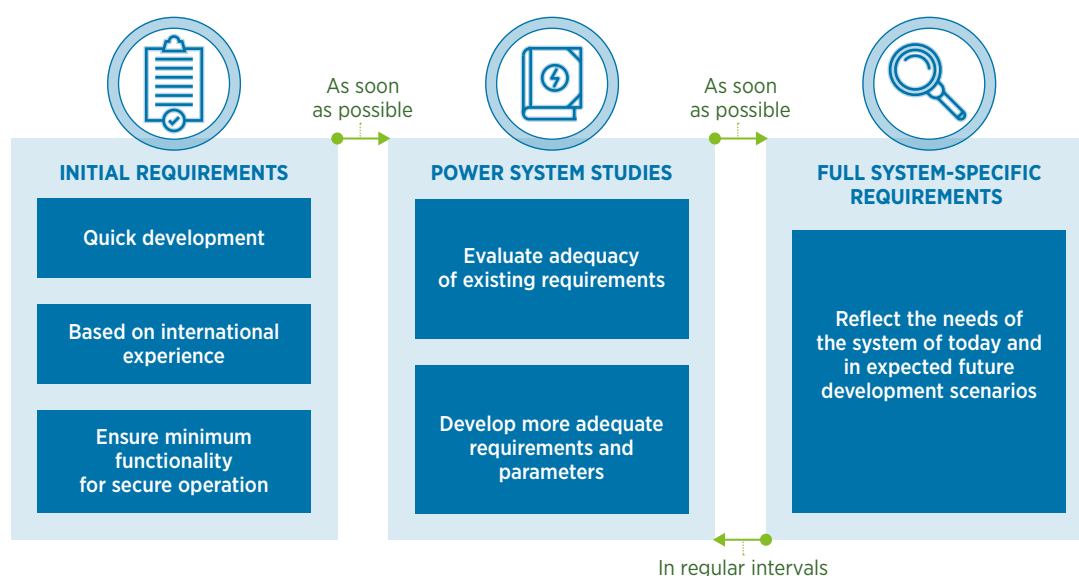 As soon
as possible
As soon
as possible
INITIAL REQUIREMENTS
Quick development
Based on international
experience
Ensure minimum
functionality
for secure operation
POWER SYSTEM STUDIES
Evaluate adequacy
of existing requirements
Develop more adequate
requirements and
parameters
FULL SYSTEM-SPECIFIC
REQUIREMENTS
Reflect the needs of
the system of today and
in expected future
development scenarios
In regular intervals